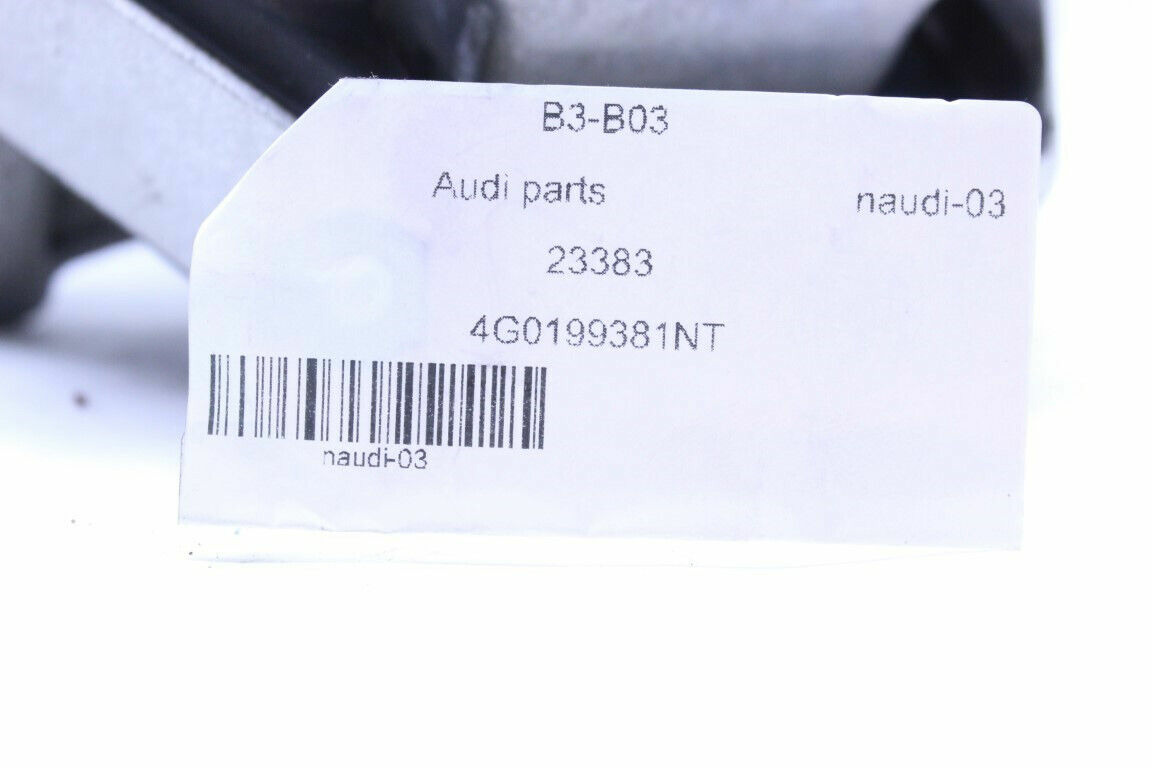 B3-B03
Audi parts naudi-03
23383
4G0199381NT
naudi-03